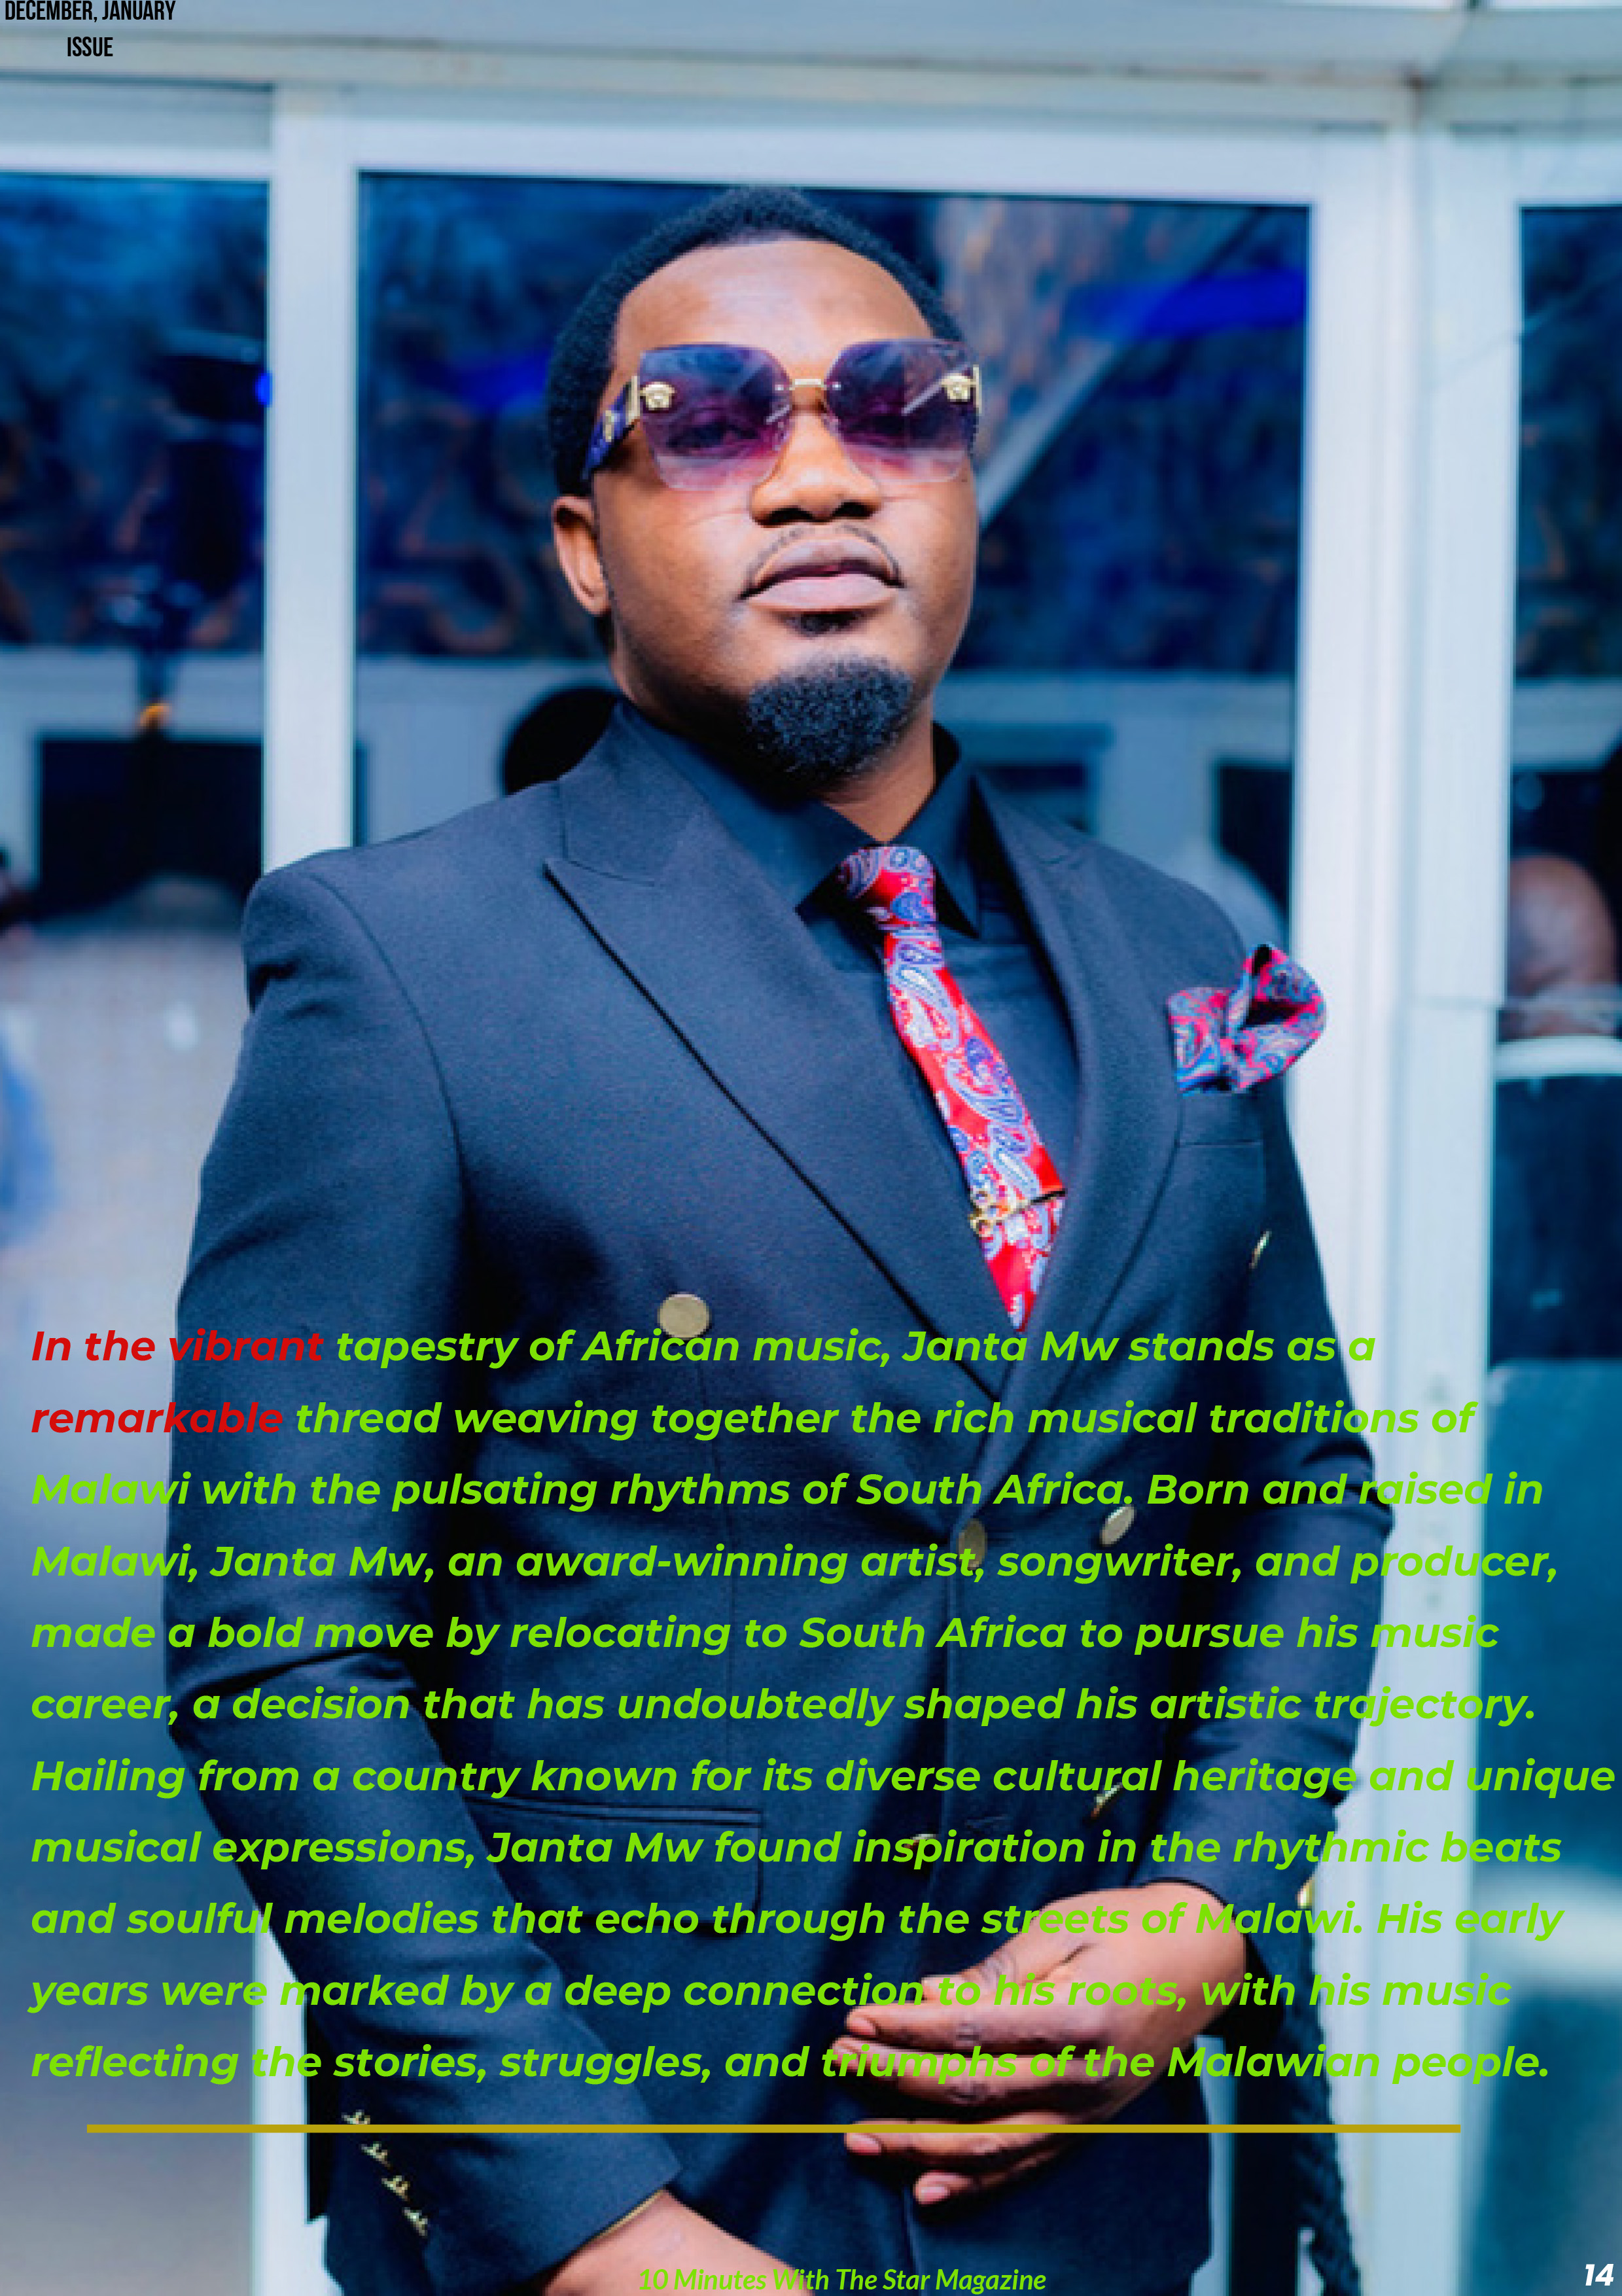 DECEMBER, JANUARY
ISSUE
In the vibrant tapestry of African music, Janta Mw stands as a
remarkable thread weaving together the rich musical traditions of
Malawi with the pulsating rhythms of South Africa. Born and raised in
Malawi, Janta Mw, an award-winning artist, songwriter, and producer,
made a bold move by relocating to South Africa to pursue his music
career, a decision that has undoubtedly shaped his artistic trajectory.
Hailing from a country known for its diverse cultural heritage and unique
musical expressions, Janta Mw found inspiration in the rhythmic beats
and soulful melodies that echo through the streets of Malawi. His early
years were marked by a deep connection to his roots, with his music
reflecting the stories, struggles, and triumphs of the Malawian people.
10 Minutes With The Star Magazine
14